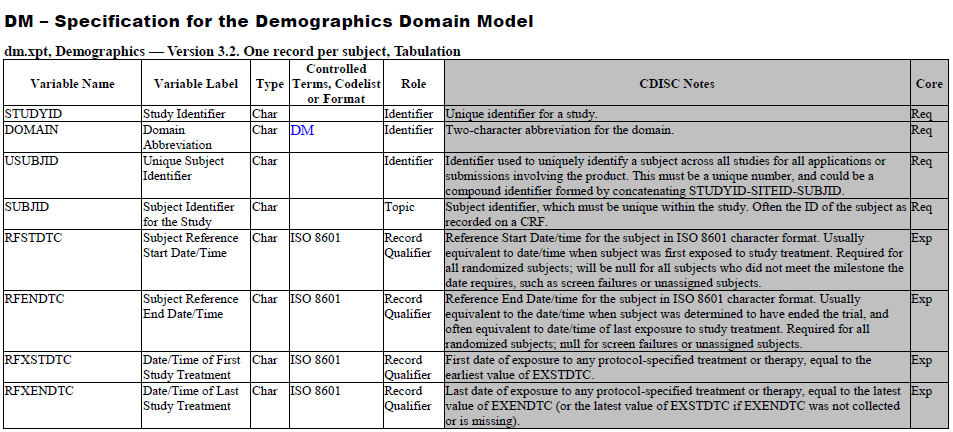 DM – Specification for the Demographics Domain Model
dm.xpt, Demographics — Version 3.2. One record per subject, Tabulation
Variable Name Variable Label Type Controlled Terms, Codelist or Format Role CDISC Notes Core
STUDYID Study Identifier Char Identifier Unique identifier for a study. Req
DOMAIN Domain Char DM Identifier Two-character abbreviation for the domain. Req
Abbreviation
USUBJID Unique Subject Char Identifier Identifier used to uniquely identify a subject across all studies for all applications or Req
Identifier submissions involving the product. This must be a unique number, and could be a
compound identifier formed by concatenating STUDYID-SITEID-SUBJID.
SUBJID Subject Identifier Char Topic Subject identifier, which must be unique within the study. Often the ID of the subject as Req
for the Study recorded on a CRF.
RFSTDTC Subject Reference Char ISO 8601 Record Reference Start Date/time for the subject in ISO 8601 character format. Usually Exp
Start Date/Time Qualifier equivalent to date/time when subject was first exposed to study treatment. Required for
all randomized subjects; will be null for all subjects who did not meet the milestone the
date requires, such as screen failures or unassigned subjects.
RFENDTC Subject Reference Char ISO 8601 Record Reference End Date/time for the subject in ISO 8601 character format. Usually Exp
End Date/Time Qualifier equivalent to the date/time when subject was determined to have ended the trial, and
often equivalent to date/time of last exposure to study treatment. Required for all
randomized subjects; null for screen failures or unassigned subjects.
RFXSTDTC Date/Time of First Char ISO 8601 Record First date of exposure to any protocol-specified treatment or therapy, equal to the Exp
Study Treatment Qualifier earliest value of EXSTDTC.
RFXENDTC Date/Time of Last Char ISO 8601 Record Last date of exposure to any protocol-specified treatment or therapy, equal to the latest Exp
Study Treatment Qualifier value of EXENDTC (or the latest value of EXSTDTC if EXENDTC was not collected
or is missing).